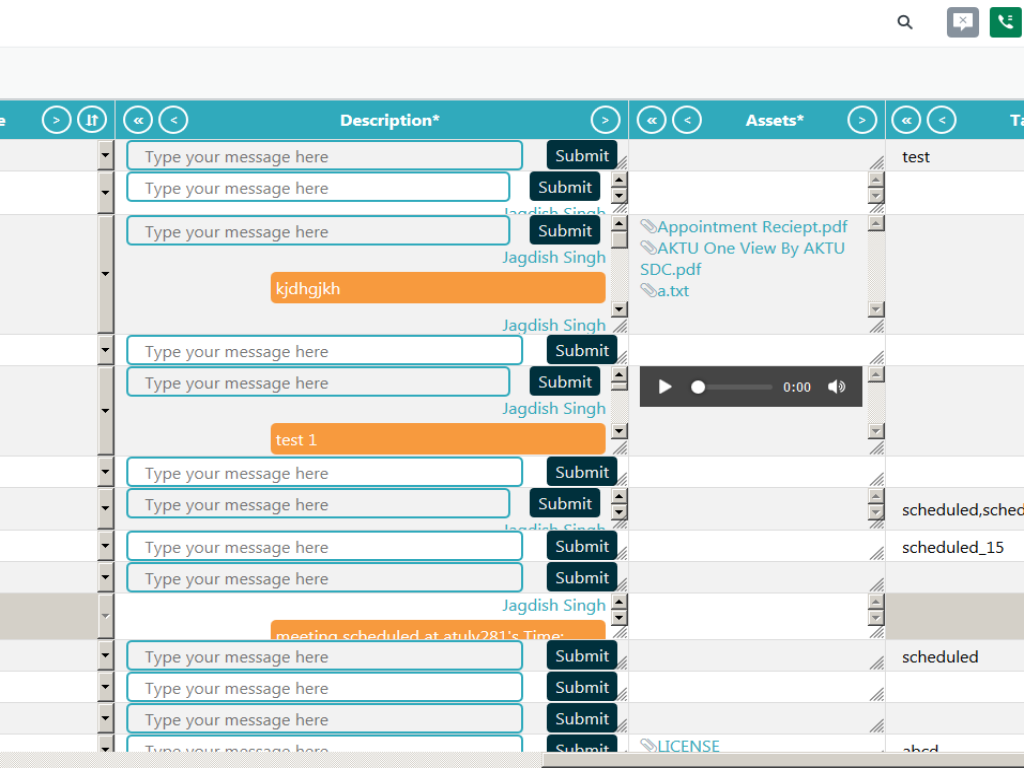 e > « < Description* > « < Assets* > « < Ta
Type your message here Submit test
Type your message here Submit
Jagdish Singh
Type your message here Submit Appointment Reciept.pdf
Jagdish Singh AKTU One View By AKTU
SDC.pdf
kjdhgjkh a.txt
Jagdish Singh
Type your message here Submit
Type your message here Submit 0:00
Jagdish Singh
test 1
Type your message here Submit
Type your message here Submit scheduled,sched
Jagdish Singh
Type your message here Submit scheduled_15
Type your message here Submit
Jagdish Singh
meeting scheduled at atulv281's Time:
Type your message here Submit scheduled
Type your message here Submit
Type your message here Submit
Type your message here Submit LICENSE abcd